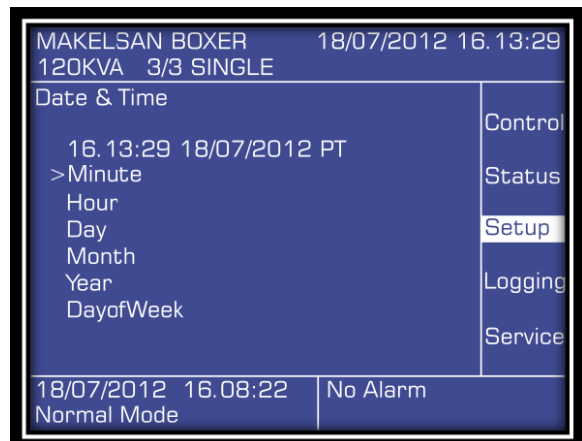 MAKELSAN BOXER 18/07/2012 16.13:29
120KVA 3/3 SINGLE
Date & Time
16.13:29 18/07/2012 PT
>Minute
Hour
Day
Month
Year
DayofWeek
Control
Status
Setup
Logging
Service
18/07/2012 16.08:22
Normal Mode
No Alarm